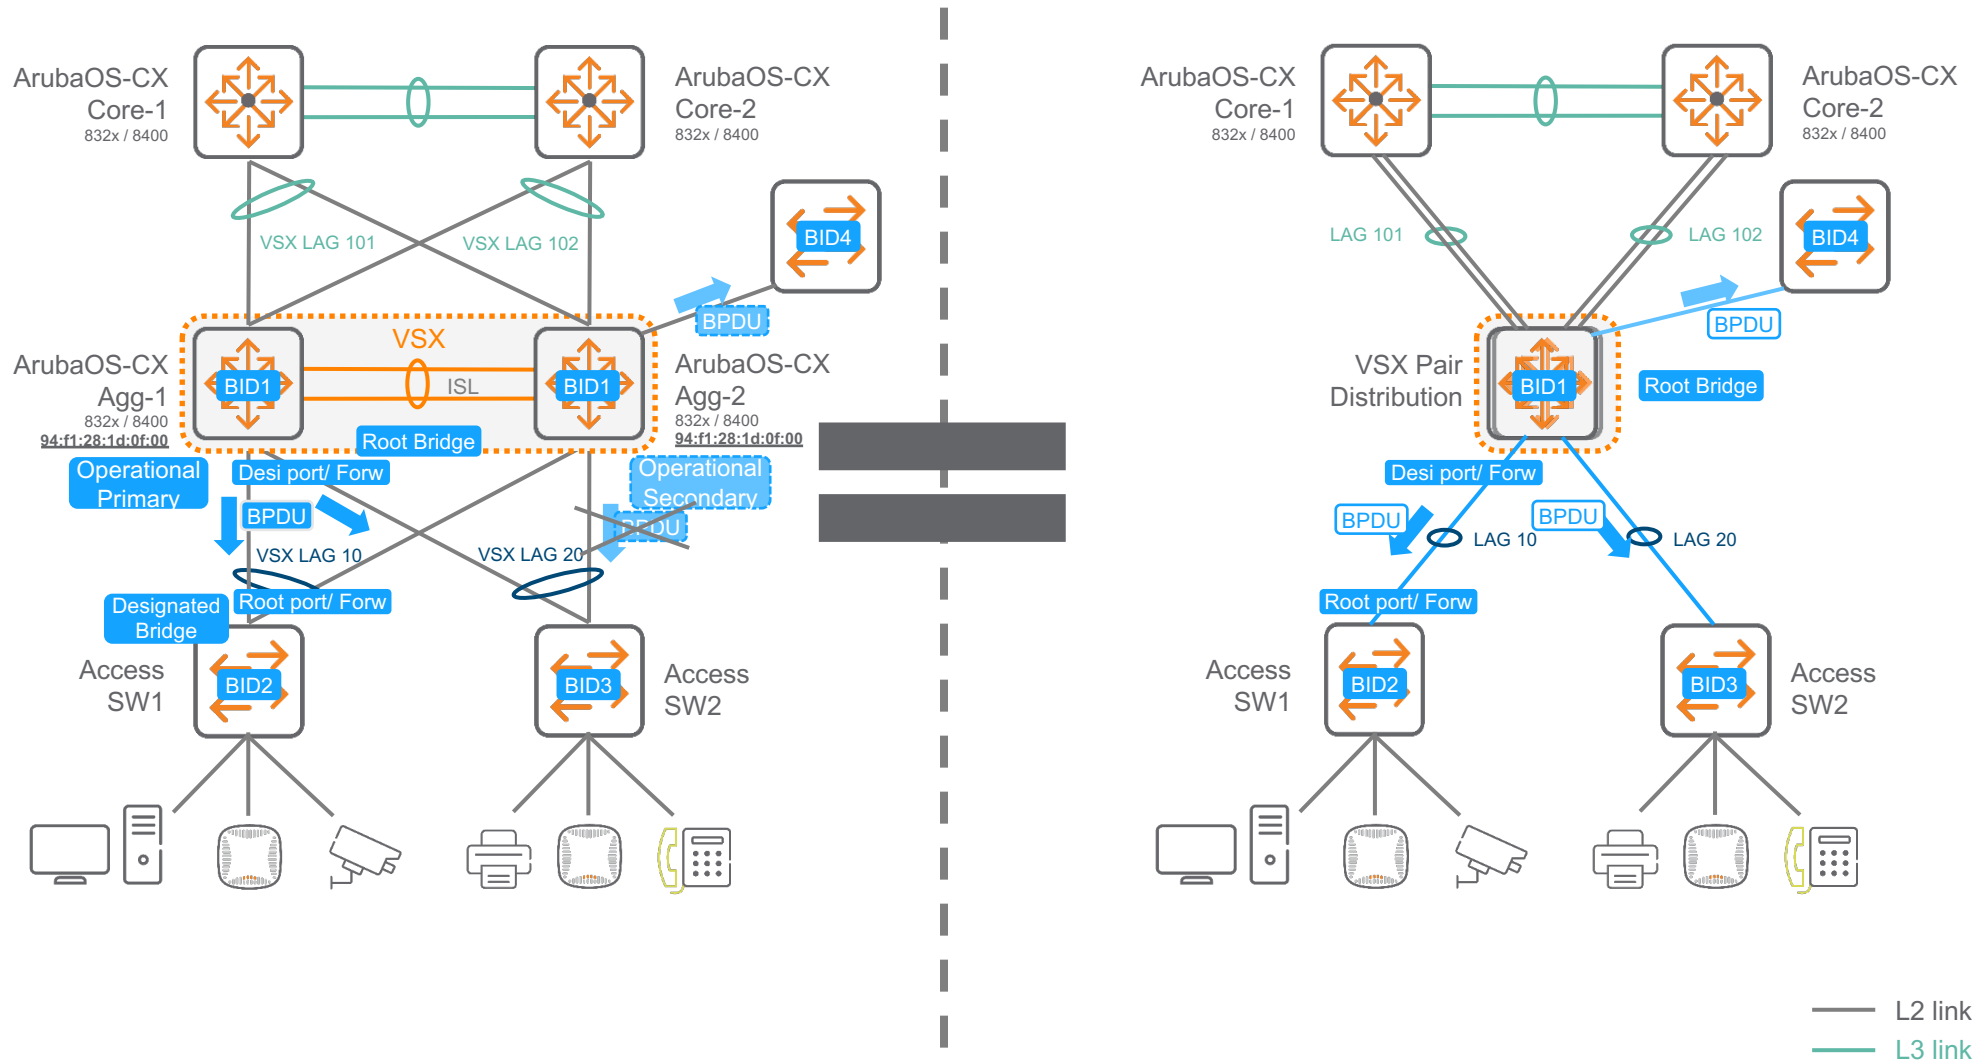 ArubaOS-CX
Core-1
832x / 8400
ArubaOS-CX
Core-2
832x / 8400
VSX LAG 101
VSX LAG 102
BID4
BPDU
VSX
ISL
BID1
BID1
ArubaOS-CX
Agg-1
832x / 8400
94:f1:28:1d:0f:00
ArubaOS-CX
Agg-2
832x / 8400
94:f1:28:1d:0f:00
Root Bridge
Operational
Primary
Desi port/ Forw
Operational
Secondary
BPDU
BPDU
VSX LAG 10
VSX LAG 20
Root port/ Forw
Designated
Bridge
Access
SW1
BID2
BID3
Access
SW2
ArubaOS-CX
Core-1
832x / 8400
ArubaOS-CX
Core-2
832x / 8400
LAG 101
LAG 102
BID4
BPDU
VSX Pair
Distribution
BID1
Root Bridge
Desi port/ Forw
BPDU
BPDU
LAG 10
LAG 20
Root port/ Forw
Access
SW1
BID2
BID3
Access
SW2
L2 link
L3 link